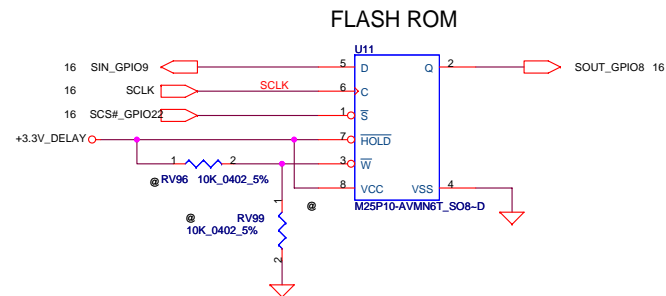 FLASH ROM
U11
16 SIN_GPIO9 5 D Q 2 SOUT_GPIO8 16
16 SCLK SCLK 6 C
16 SCS#_GPIO22 1 S
+3.3V_DELAY 7 HOLD
1 2 3 W
@ RV96 10K_0402_5%
8 VCC VSS 4
@ M25P10-AVMN6T_SO8~D
1
@ RV99
10K_0402_5%
2